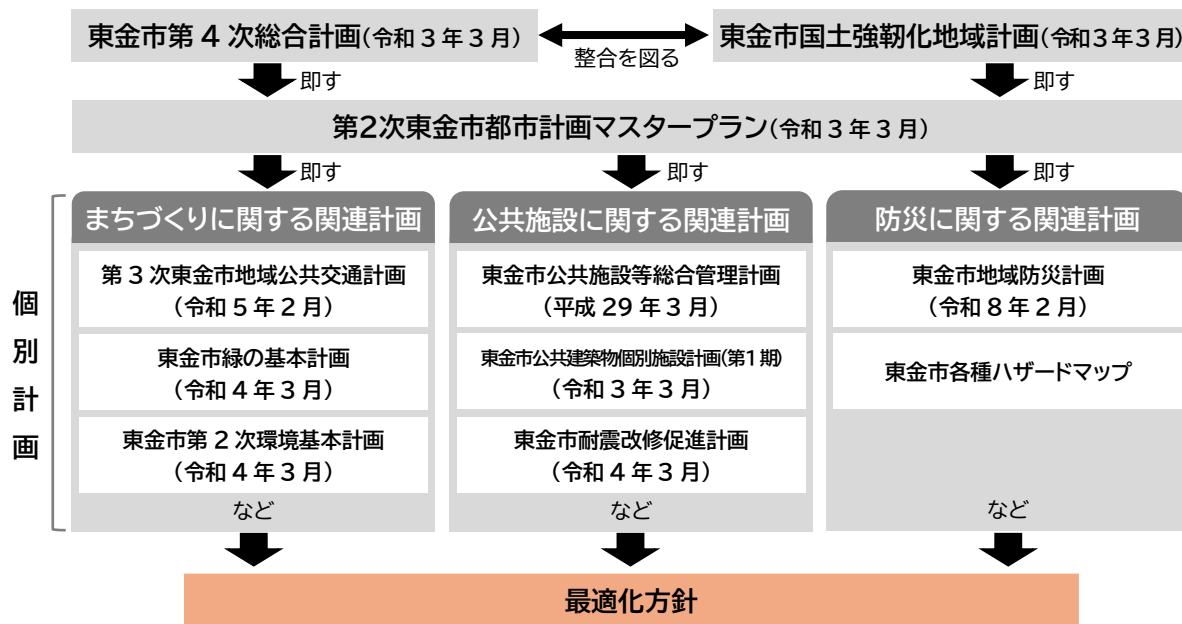 東金市第4次総合計画(令和3年3月)
整合を図る
東金市国土強靭化地域計画(令和3年3月)
即す
即す
第2次東金市都市計画マスタープラン(令和3年3月)
即す
即す
即す
個別計画
まちづくりに関する関連計画
第3次東金市地域公共交通計画
(令和5年2月)
東金市緑の基本計画
(令和4年3月)
東金市第2次環境基本計画
(令和4年3月)
など
公共施設に関する関連計画
東金市公共施設等総合管理計画
(平成29年3月)
東金市公共建築物個別施設計画(第1期)
(令和3年3月)
東金市耐震改修促進計画
(令和4年3月)
など
防災に関する関連計画
東金市地域防災計画
(令和8年2月)
東金市各種ハザードマップ
など
最適化方針